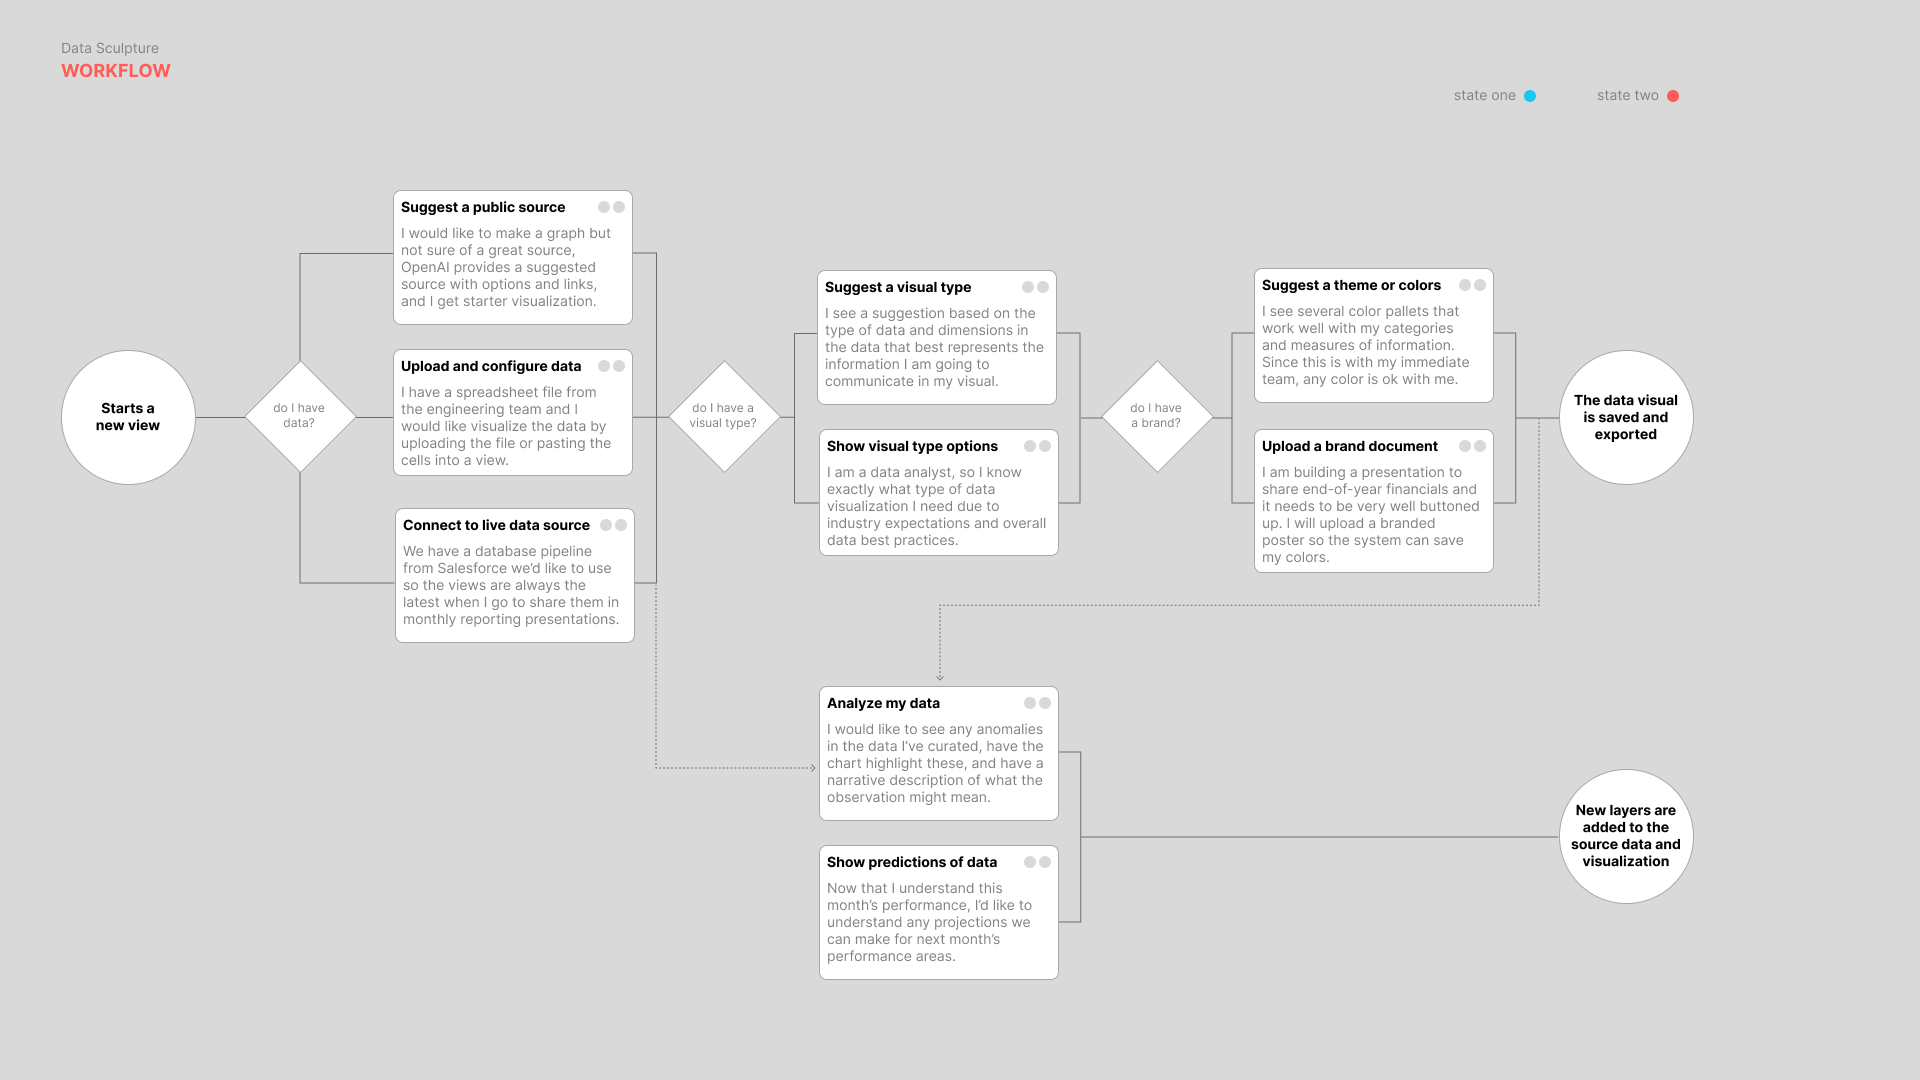 Data Sculpture
WORKFLOW
state one
state two
Starts a
new view
do I have
data?
Suggest a public source
I would like to make a graph but
not sure of a great source,
OpenAI provides a suggested
source with options and links,
and I get starter visualization.
Upload and configure data
I have a spreadsheet file from
the engineering team and I
would like visualize the data by
uploading the file or pasting the
cells into a view.
Connect to live data source
We have a database pipeline
from Salesforce we’d like to use
so the views are always the
latest when I go to share them in
monthly reporting presentations.
do I have a
visual type?
Suggest a visual type
I see a suggestion based on the
type of data and dimensions in
the data that best represents the
information I am going to
communicate in my visual.
Show visual type options
I am a data analyst, so I know
exactly what type of data
visualization I need due to
industry expectations and overall
data best practices.
do I have
a brand?
Suggest a theme or colors
I see several color pallets that
work well with my categories
and measures of information.
Since this is with my immediate
team, any color is ok with me.
Upload a brand document
I am building a presentation to
share end-of-year financials and
it needs to be very well buttoned
up. I will upload a branded
poster so the system can save
my colors.
The data visual
is saved and
exported
Analyze my data
I would like to see any anomalies
in the data I’ve curated, have the
chart highlight these, and have a
narrative description of what the
observation might mean.
Show predictions of data
Now that I understand this
month’s performance, I’d like to
understand any projections we
can make for next month’s
performance areas.
New layers are
added to the
source data and
visualization